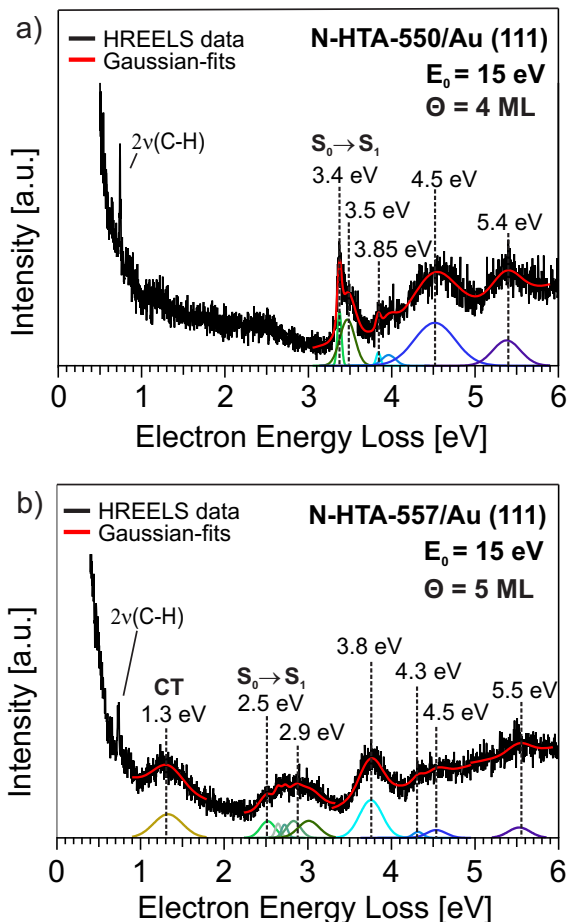 a)
HREELS data
Gaussian-fits
N-HTA-550/Au (111)
E₀ = 15 eV
Θ = 4 ML
2ν(C-H)
S₀→S₁
3.4 eV
3.5 eV
3.85 eV
4.5 eV
5.4 eV
Intensity [a.u.]
0 1 2 3 4 5 6
Electron Energy Loss [eV]
b)
HREELS data
Gaussian-fits
N-HTA-557/Au (111)
E₀ = 15 eV
Θ = 5 ML
2ν(C-H)
CT
1.3 eV
S₀→S₁
2.5 eV
2.9 eV
3.8 eV
4.3 eV
4.5 eV
5.5 eV
Intensity [a.u.]
0 1 2 3 4 5 6
Electron Energy Loss [eV]